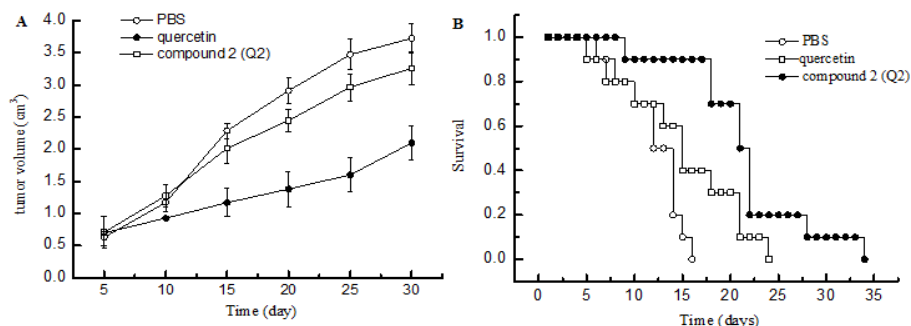 A
PBS
quercetin
compound 2 (Q2)
tumor volume (cm³)
4.0
3.5
3.0
2.5
2.0
1.5
1.0
0.5
0.0
5 10 15 20 25 30
Time (day)
B
PBS
quercetin
compound 2 (Q2)
Survival
1.0
0.8
0.6
0.4
0.2
0.0
0 5 10 15 20 25 30 35
Time (days)